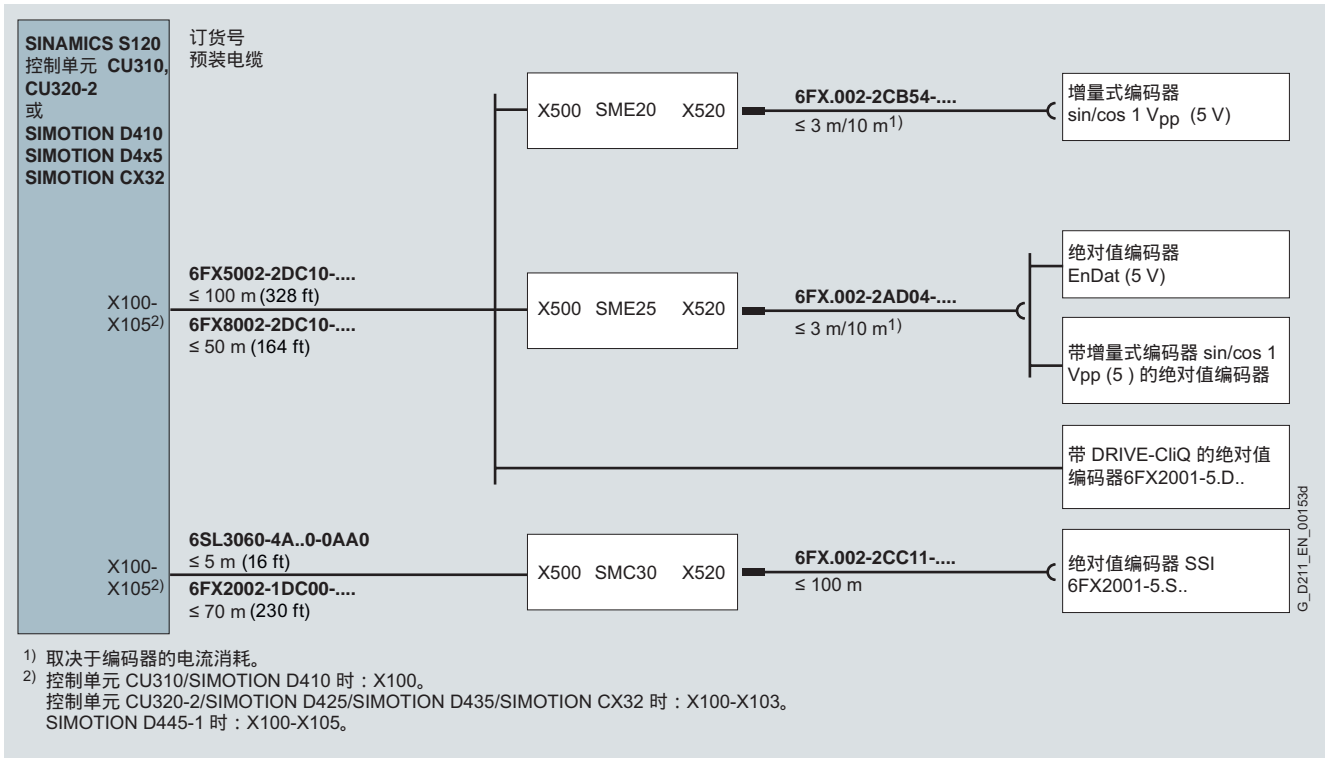 SINAMICS S120
控制单元 CU310,
CU320-2
或
SIMOTION D410
SIMOTION D4x5
SIMOTION CX32
订货号
预装电缆
X500 SME20 X520
6FX.002-2CB54-....
≤ 3 m/10 m1)
增量式编码器
sin/cos 1 Vpp (5 V)
X100-
X1052)
6FX5002-2DC10-....
≤ 100 m (328 ft)
6FX8002-2DC10-....
≤ 50 m (164 ft)
X500 SME25 X520
6FX.002-2AD04-....
≤ 3 m/10 m1)
绝对值编码器
EnDat (5 V)
带增量式编码器 sin/cos 1
Vpp (5 ) 的绝对值编码器
带 DRIVE-CliQ 的绝对值
编码器6FX2001-5.D..
X100-
X1052)
6SL3060-4A..0-0AA0
≤ 5 m (16 ft)
6FX2002-1DC00-....
≤ 70 m (230 ft)
X500 SMC30 X520
6FX.002-2CC11-....
≤ 100 m
绝对值编码器 SSI
6FX2001-5.S..
G_D211_EN_00153d
1) 取决于编码器的电流消耗。
2) 控制单元 CU310/SIMOTION D410 时：X100。
控制单元 CU320-2/SIMOTION D425/SIMOTION D435/SIMOTION CX32 时：X100-X103。
SIMOTION D445-1 时：X100-X105。